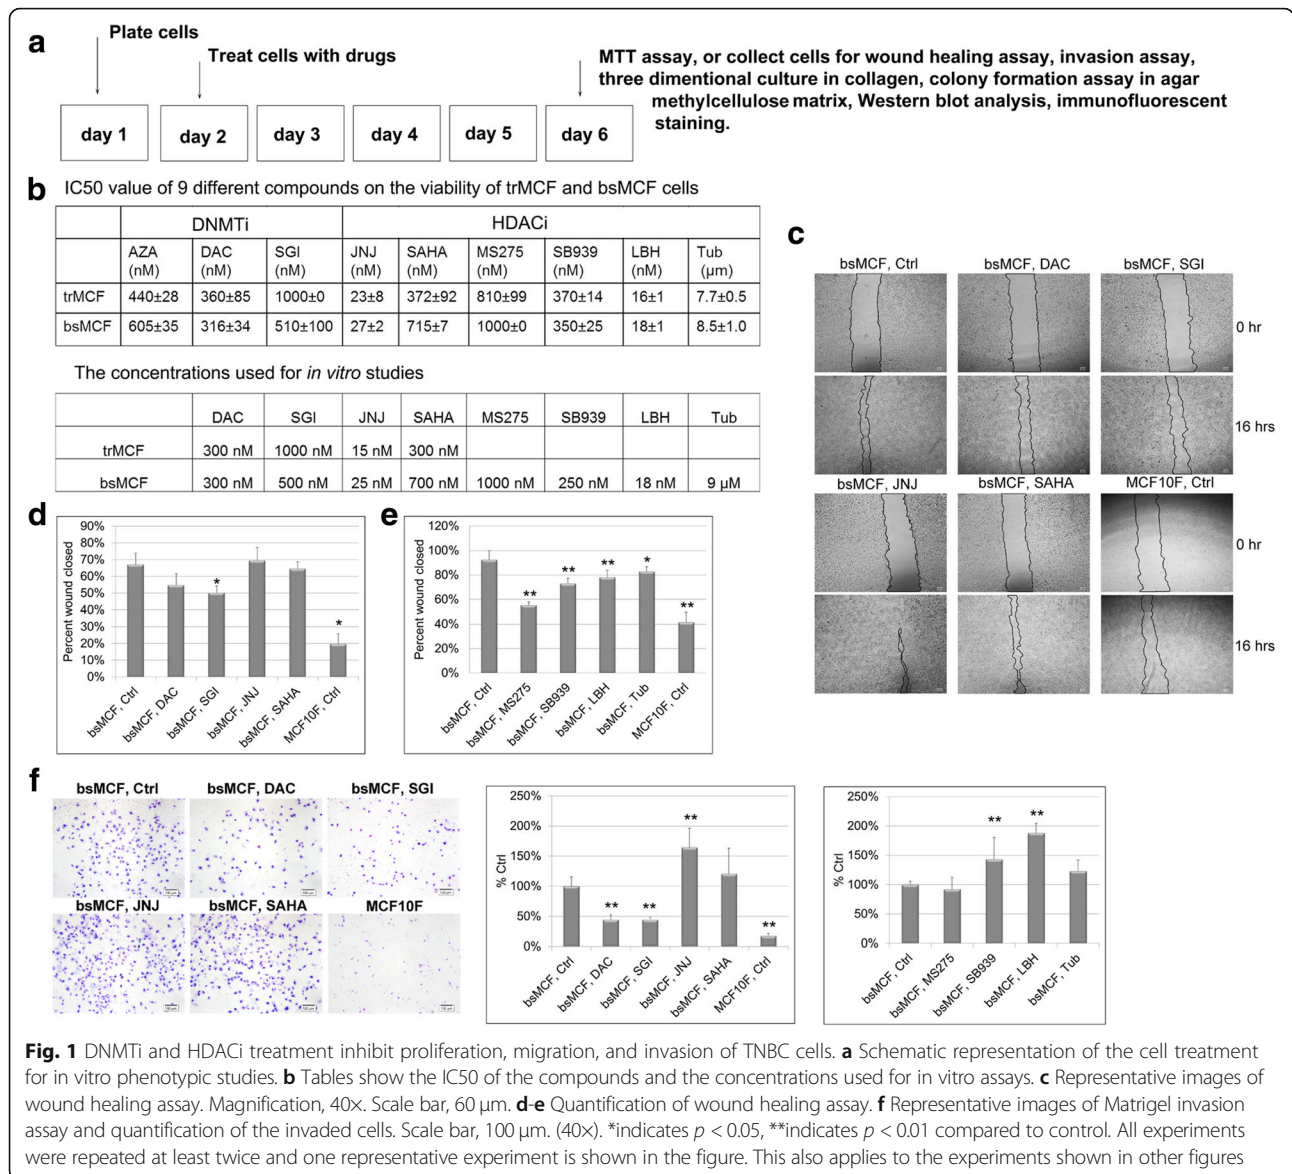 a
Plate cells
Treat cells with drugs
MTT assay, or collect cells for wound healing assay, invasion assay,
three dimentional culture in collagen, colony formation assay in agar
methylcellulose matrix, Western blot analysis, immunofluorescent
staining.
day 1 day 2 day 3 day 4 day 5 day 6
b
IC50 value of 9 different compounds on the viability of trMCF and bsMCF cells
DNMTi HDACi
AZA (nM) DAC (nM) SGI (nM) JNJ (nM) SAHA (nM) MS275 (nM) SB939 (nM) LBH (nM) Tub (μm)
trMCF 440±28 360±85 1000±0 23±8 372±92 810±99 370±14 16±1 7.7±0.5
bsMCF 605±35 316±34 510±100 27±2 715±7 1000±0 350±25 18±1 8.5±1.0
The concentrations used for in vitro studies
DAC SGI JNJ SAHA MS275 SB939 LBH Tub
trMCF 300 nM 1000 nM 15 nM 300 nM
bsMCF 300 nM 500 nM 25 nM 700 nM 1000 nM 250 nM 18 nM 9 μM
c
bsMCF, Ctrl bsMCF, DAC bsMCF, SGI
0 hr
16 hrs
bsMCF, JNJ bsMCF, SAHA MCF10F, Ctrl
0 hr
16 hrs
d
Percent wound closed
90%
80%
70%
60%
50%
40%
30%
20%
10%
0%
* *
bsMCF, Ctrl bsMCF, DAC bsMCF, SGI bsMCF, JNJ bsMCF, SAHA MCF10F, Ctrl
e
Percent wound closed
120%
100%
80%
60%
40%
20%
0%
** ** ** * **
bsMCF, Ctrl bsMCF, MS275 bsMCF, SB939 bsMCF, LBH bsMCF, Tub MCF10F, Ctrl
f
bsMCF, Ctrl bsMCF, DAC bsMCF, SGI
100 μm 100 μm 100 μm
bsMCF, JNJ bsMCF, SAHA MCF10F
100 μm 100 μm 100 μm
% Ctrl
250%
200%
150%
100%
50%
0%
** ** ** **
bsMCF, Ctrl bsMCF, DAC bsMCF, SGI bsMCF, JNJ bsMCF, SAHA MCF10F, Ctrl
% Ctrl
250%
200%
150%
100%
50%
0%
** **
bsMCF, Ctrl bsMCF, MS275 bsMCF, SB939 bsMCF, LBH bsMCF, Tub
Fig. 1 DNMTi and HDACi treatment inhibit proliferation, migration, and invasion of TNBC cells. a Schematic representation of the cell treatment
for in vitro phenotypic studies. b Tables show the IC50 of the compounds and the concentrations used for in vitro assays. c Representative images of
wound healing assay. Magnification, 40×. Scale bar, 60 μm. d-e Quantification of wound healing assay. f Representative images of Matrigel invasion
assay and quantification of the invaded cells. Scale bar, 100 μm. (40×). *indicates p < 0.05, **indicates p < 0.01 compared to control. All experiments
were repeated at least twice and one representative experiment is shown in the figure. This also applies to the experiments shown in other figures